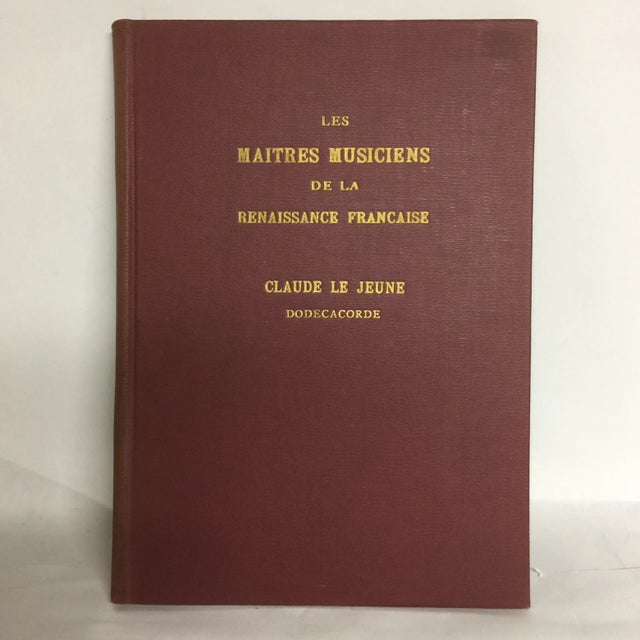 LES
MAITRES MUSICIENS
DE LA
RENAISSANCE FRANCAISE
CLAUDE LE JEUNE
DODECACORDE